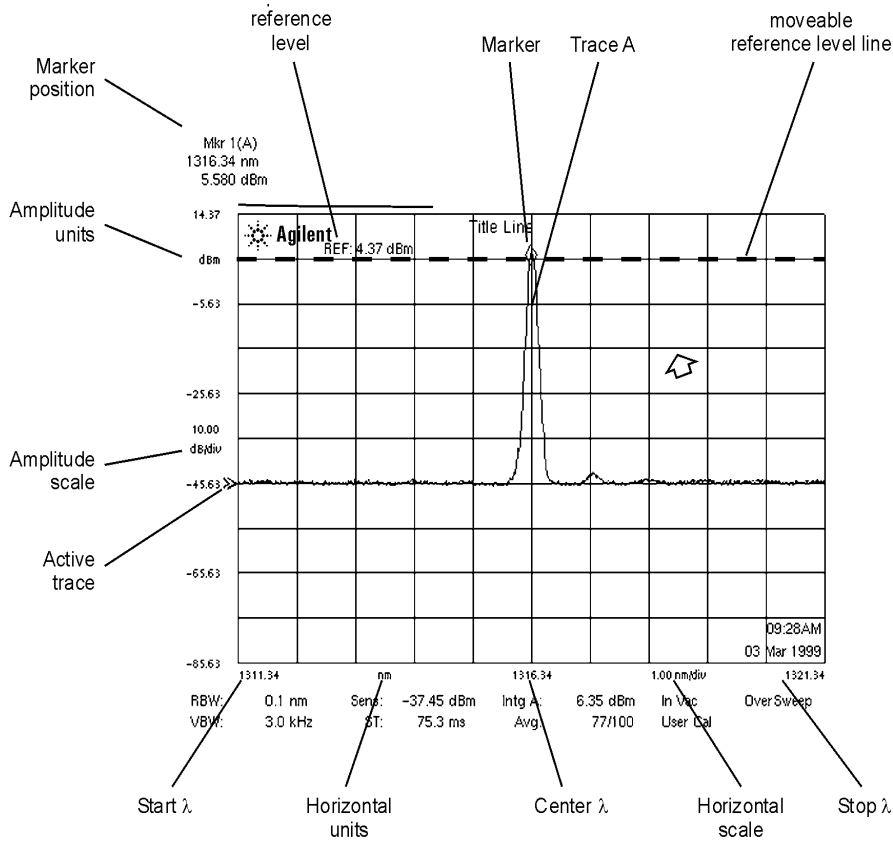 reference
level
Marker
Trace A
moveable
reference level line
Marker
position
Mkr 1(A)
1316.34 nm
5.580 dBm
Amplitude
units
14.37
Agilent
Title Line
REF: 4.37 dBm
dBm
-5.63
-25.63
10.00
dB/div
Amplitude
scale
-45.63
Active
trace
-65.63
09:28AM
03 Mar 1999
-85.63
1311.34 nm 1316.34 1.00 nm/div 1321.34
RBW: 0.1 nm Sens: -37.45 dBm Intg A: 6.35 dBm In Vac OverSweep
VBW: 3.0 kHz ST: 75.3 ms Avg: 77/100 User Cal
Start λ
Horizontal
units
Center λ
Horizontal
scale
Stop λ